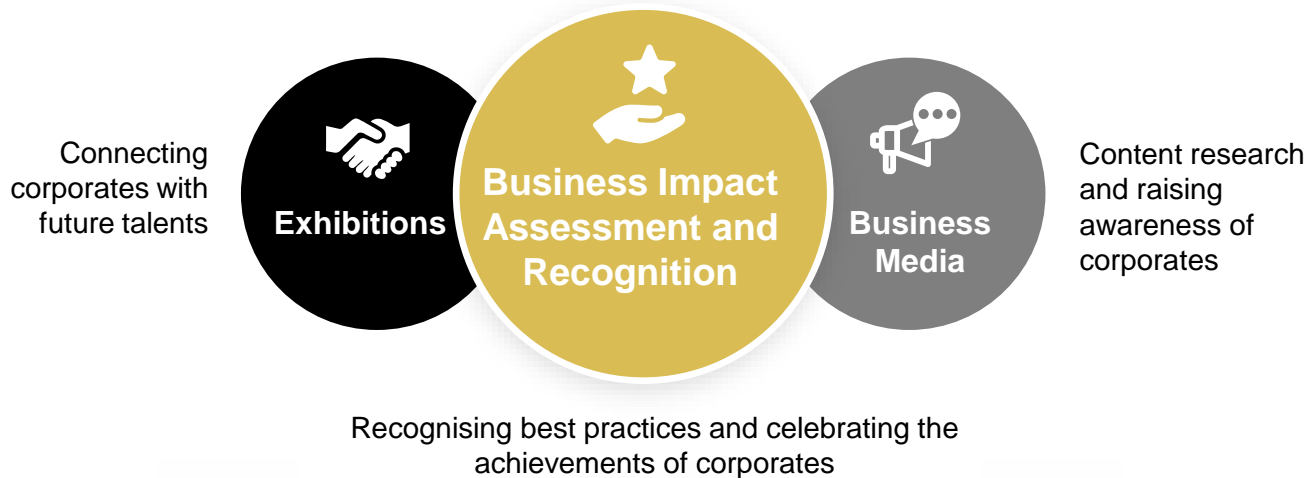 Connecting
corporates with
future talents
Exhibitions
Business Impact
Assessment and
Recognition
Business
Media
Content research
and raising
awareness of
corporates
Recognising best practices and celebrating the
achievements of corporates